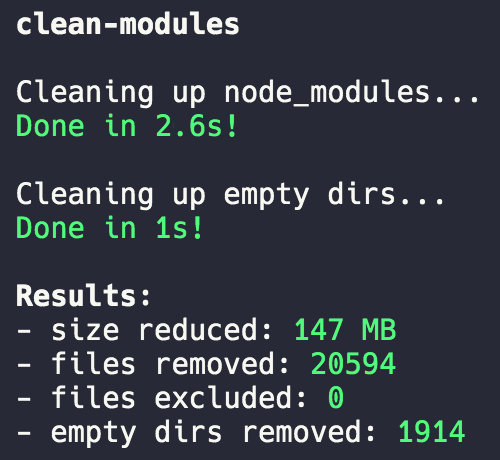 clean-modules
Cleaning up node_modules...
Done in 2.6s!
Cleaning up empty dirs...
Done in 1s!
Results:
- size reduced: 147 MB
- files removed: 20594
- files excluded: 0
- empty dirs removed: 1914